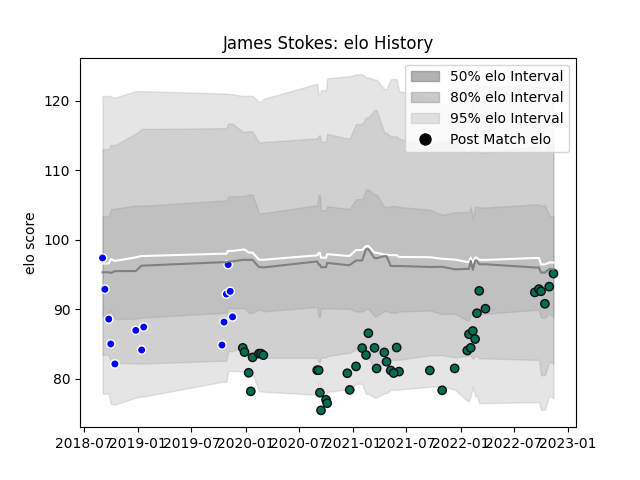 James Stokes: elo History
50% elo Interval
80% elo Interval
95% elo Interval
Post Match elo
elo score
120
110
100
90
80
2018-07 2019-01 2019-07 2020-01 2020-07 2021-01 2021-07 2022-01 2022-07 2023-01